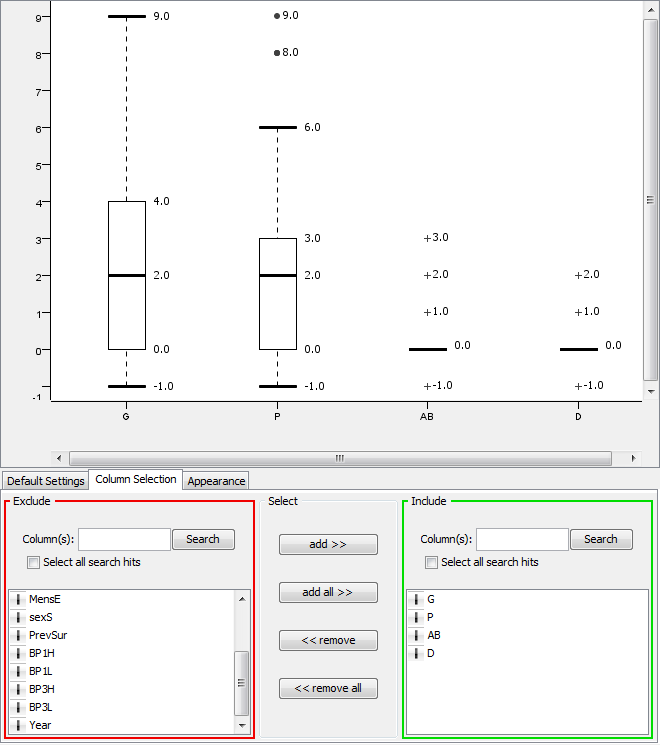 9
9.0
9.0
8
8.0
7
6
6.0
5
4
4.0
3
3.0
+3.0
2
2.0
2.0
+2.0
+2.0
1
+1.0
+1.0
0
0.0
0.0
0.0
0.0
-1
-1.0
-1.0
+-1.0
+-1.0
G P AB D
Default Settings Column Selection Appearance
Exclude
Column(s): Search
Select all search hits
MensE
sexS
PrevSur
BP1H
BP1L
BP3H
BP3L
Year
Select
add >>
add all >>
<< remove
<< remove all
Include
Column(s): Search
Select all search hits
G
P
AB
D